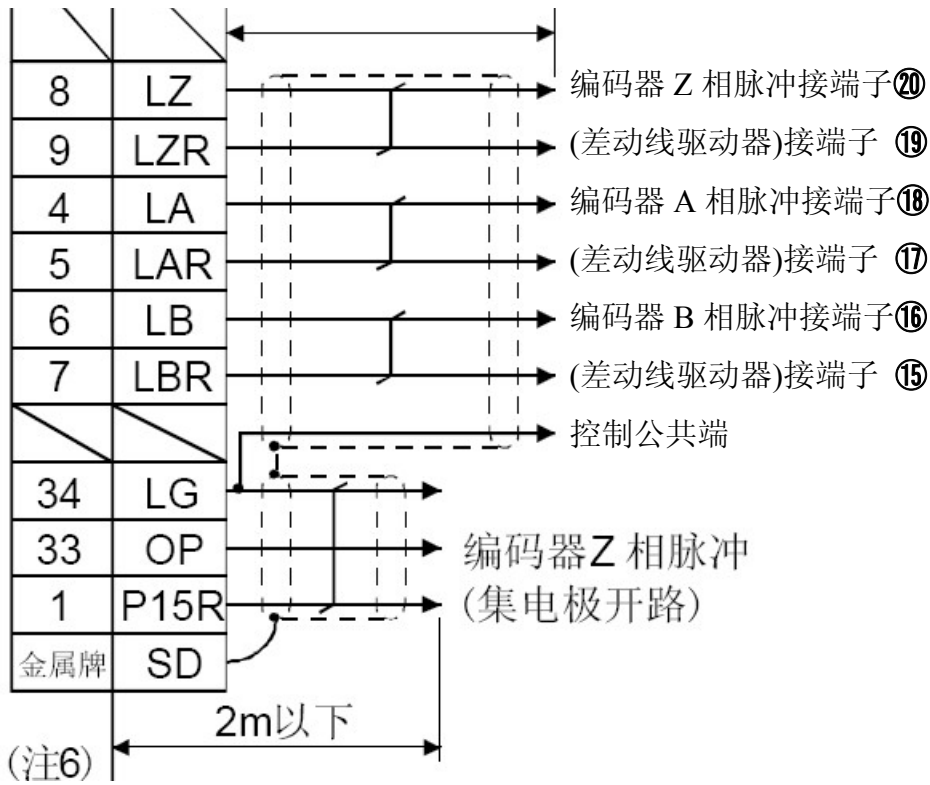 8 LZ 编码器 Z 相脉冲接端子⑳
9 LZR (差动线驱动器)接端子 ⑲
4 LA 编码器 A 相脉冲接端子⑱
5 LAR (差动线驱动器)接端子 ⑰
6 LB 编码器 B 相脉冲接端子⑯
7 LBR (差动线驱动器)接端子 ⑮
控制公共端
34 LG
33 OP 编码器Z 相脉冲
1 P15R (集电极开路)
金属牌 SD
2m以下
(注6)